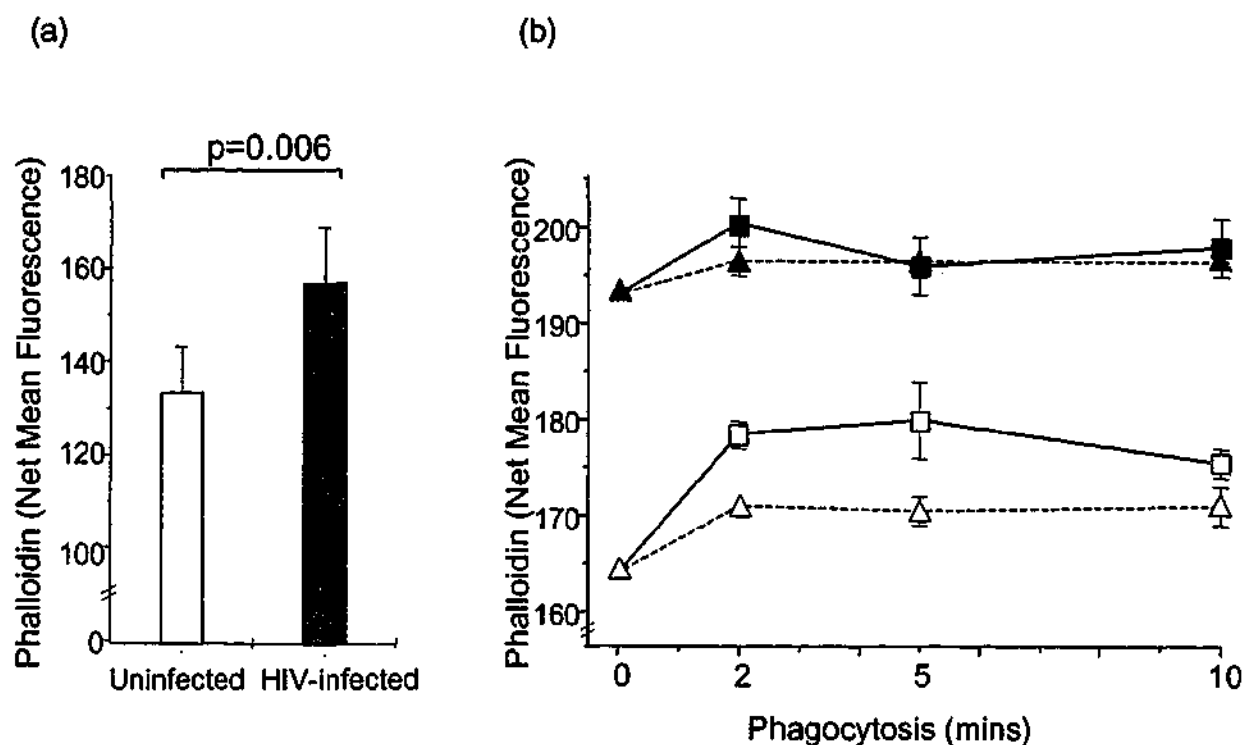 (a)
p=0.006
Phalloidin (Net Mean Fluorescence)
180
160
140
120
100
0
Uninfected HIV-infected
(b)
Phalloidin (Net Mean Fluorescence)
200
190
180
170
160
0 2 5 10
Phagocytosis (mins)